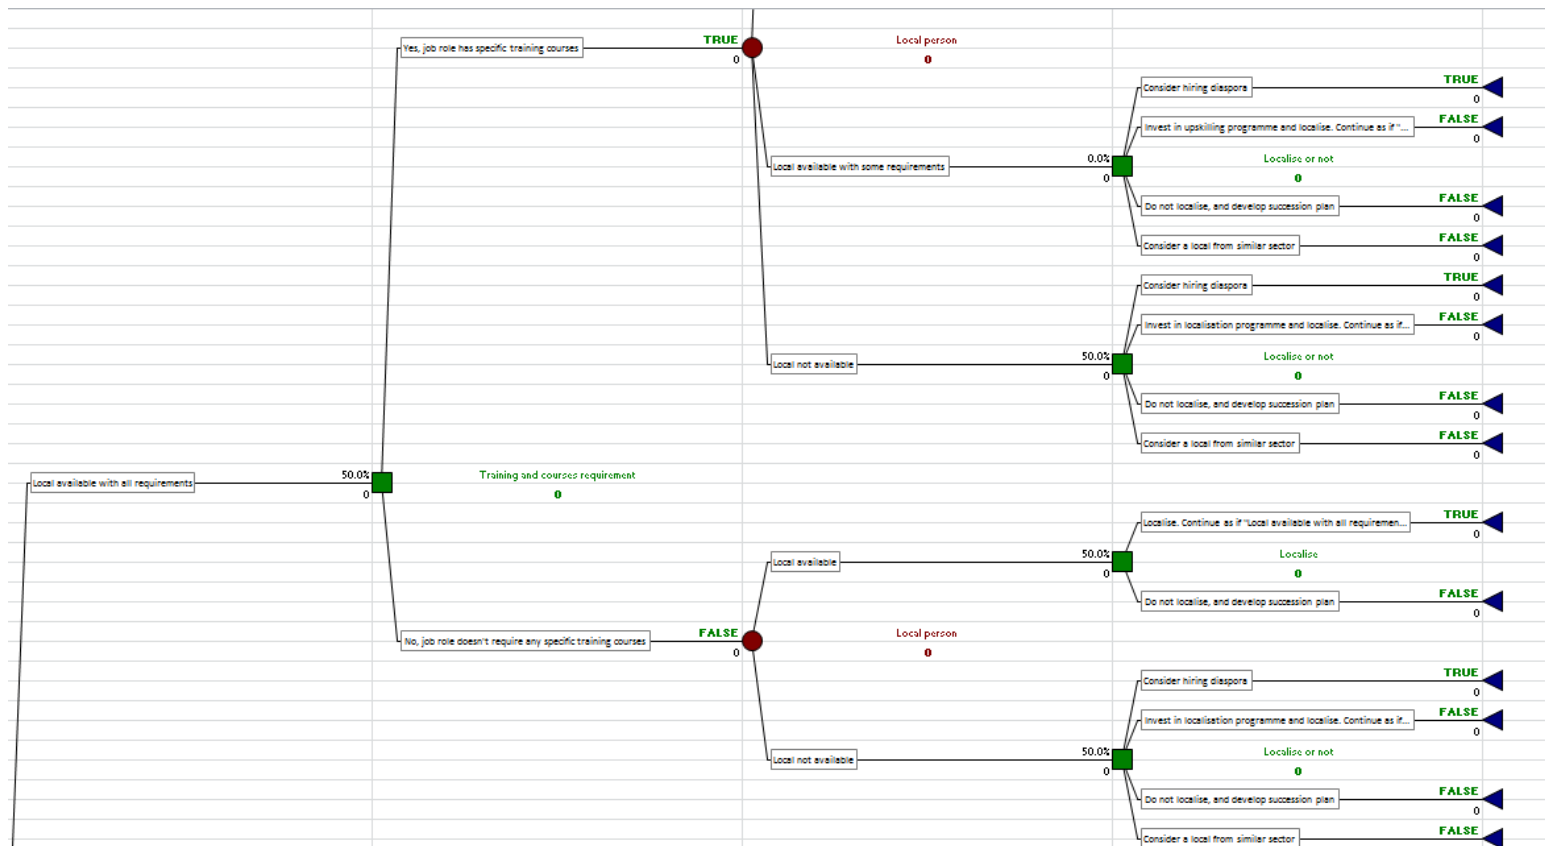 Yes, job role has specific training courses
TRUE
0
Local person
0
Consider hiring diaspora
TRUE
0
Invest in upskilling programme and localise. Continue as if "...
FALSE
0
Local available with some requirements
0.0%
0
Localise or not
0
Do not localise, and develop succession plan
FALSE
0
Consider a local from similar sector
FALSE
0
Consider hiring diaspora
TRUE
0
Invest in localisation programme and localise. Continue as if...
FALSE
0
Local not available
50.0%
0
Localise or not
0
Do not localise, and develop succession plan
FALSE
0
Consider a local from similar sector
FALSE
0
Local available with all requirements
50.0%
0
Training and courses requirement
0
Localise. Continue as if "Local available with all requiremen...
TRUE
0
Local available
50.0%
0
Localise
0
Do not localise, and develop succession plan
FALSE
0
No, job role doesn't require any specific training courses
FALSE
0
Local person
0
Consider hiring diaspora
TRUE
0
Invest in localisation programme and localise. Continue as if...
FALSE
0
Local not available
50.0%
0
Localise or not
0
Do not localise, and develop succession plan
FALSE
0
Consider a local from similar sector
FALSE